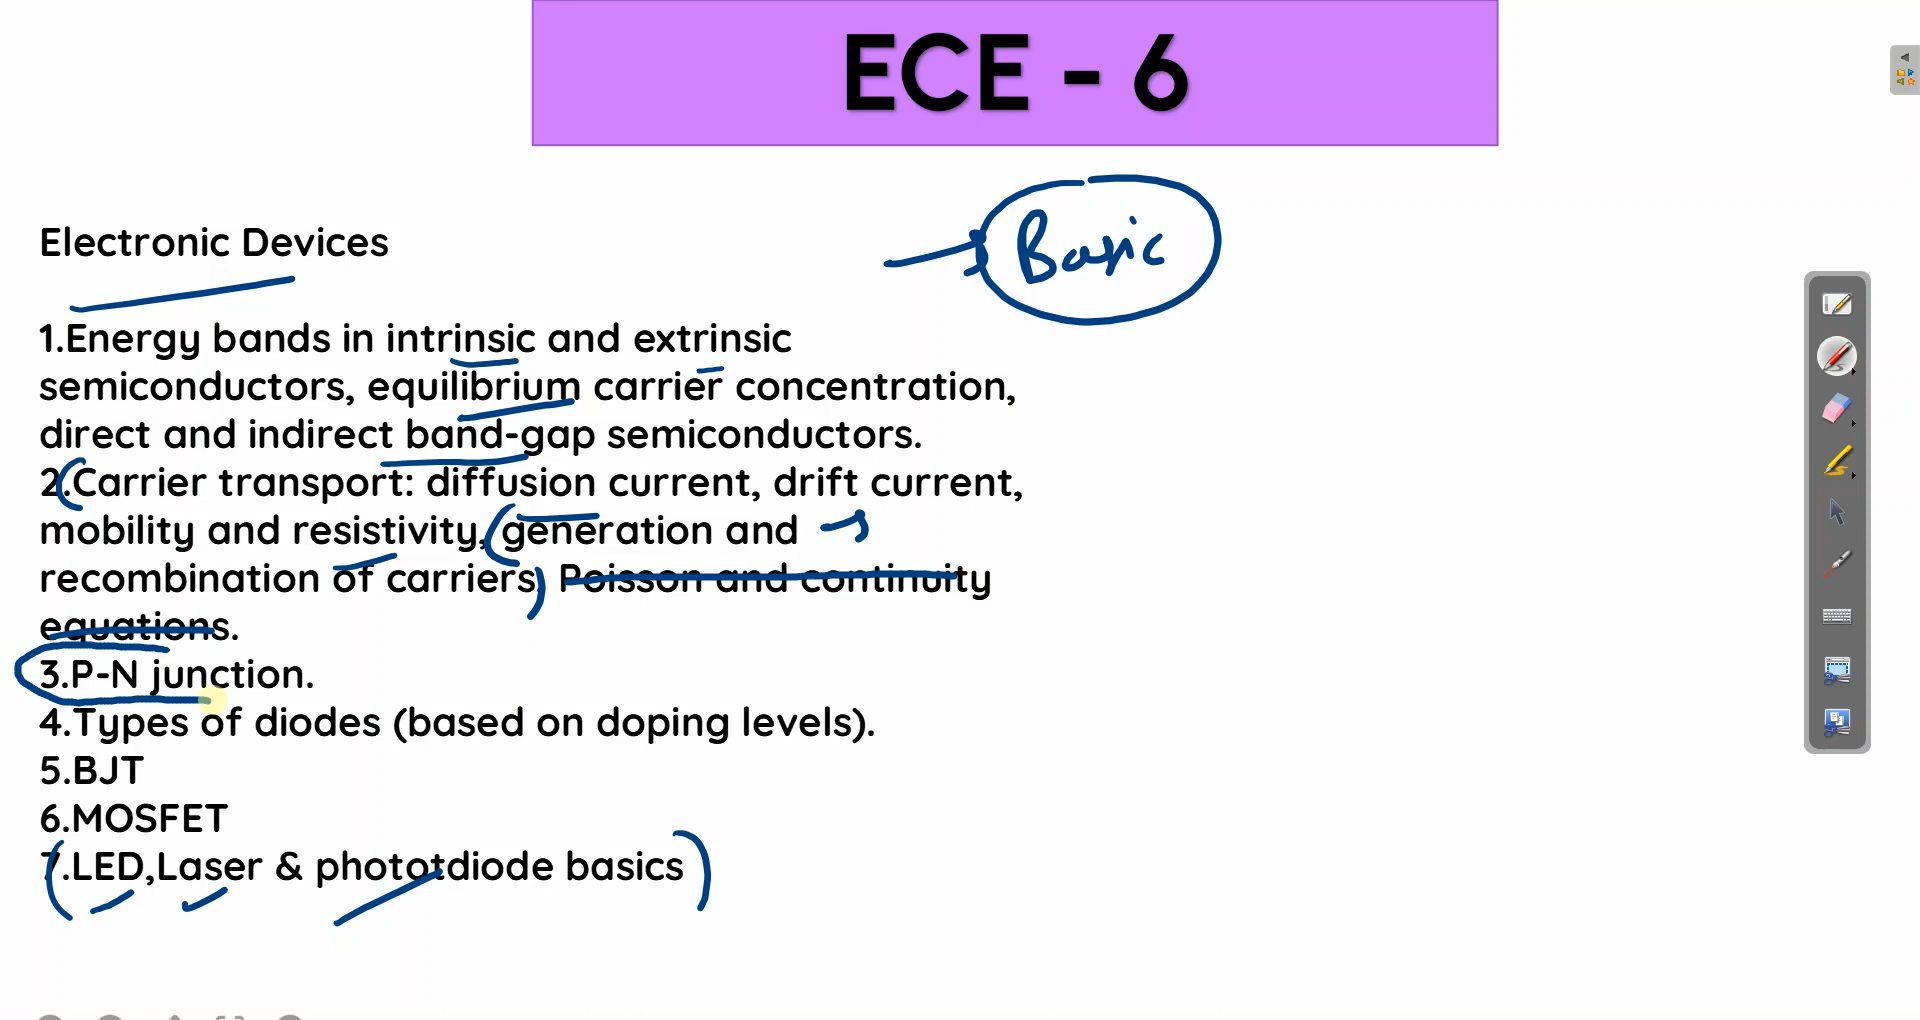 ECE - 6
Basic
Electronic Devices
1.Energy bands in intrinsic and extrinsic
semiconductors, equilibrium carrier concentration,
direct and indirect band-gap semiconductors.
2.Carrier transport: diffusion current, drift current,
mobility and resistivity, generation and
recombination of carriers, Poisson and continuity
equations.
3.P-N junction.
4.Types of diodes (based on doping levels).
5.BJT
6.MOSFET
7.LED,Laser & phototdiode basics